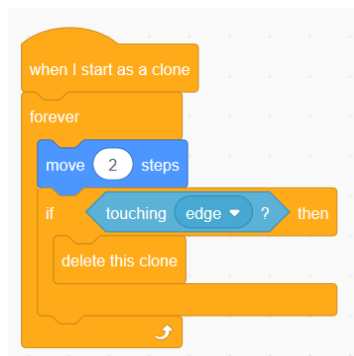 when I start as a clone
forever
move 2 steps
if touching edge ? then
delete this clone